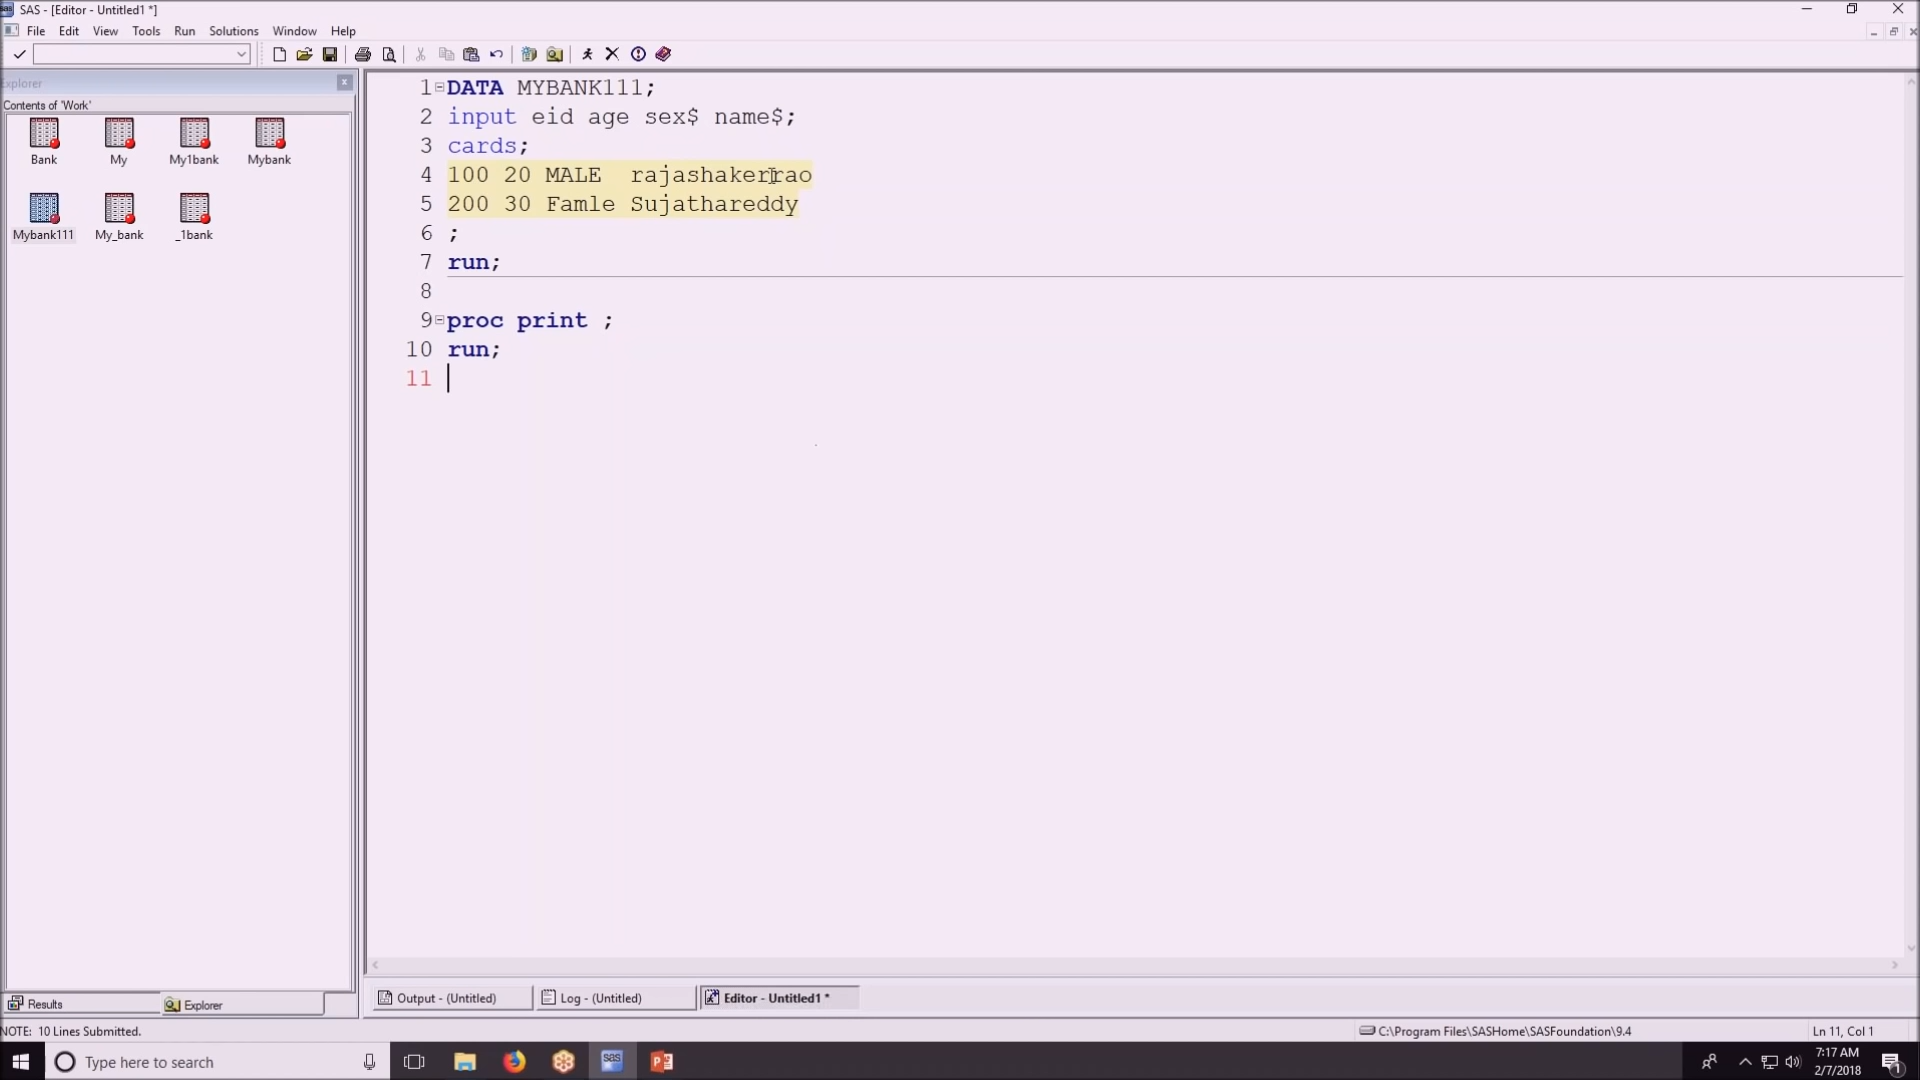 SAS - [Editor - Untitled1 *]
File Edit View Tools Run Solutions Window Help
Explorer
Contents of 'Work'
Bank My My1bank Mybank
Mybank111 My_bank _1bank
1 DATA MYBANK111;
2 input eid age sex$ name$;
3 cards;
4 100 20 MALE rajashakerrao
5 200 30 Famle Sujathareddy
6 ;
7 run;
8
9 proc print ;
10 run;
11
Results Explorer
Output - (Untitled) Log - (Untitled) Editor - Untitled1 *
NOTE: 10 Lines Submitted. C:\Program Files\SASHome\SASFoundation\9.4 Ln 11, Col 1
Type here to search
sas
7:17 AM
2/7/2018
1